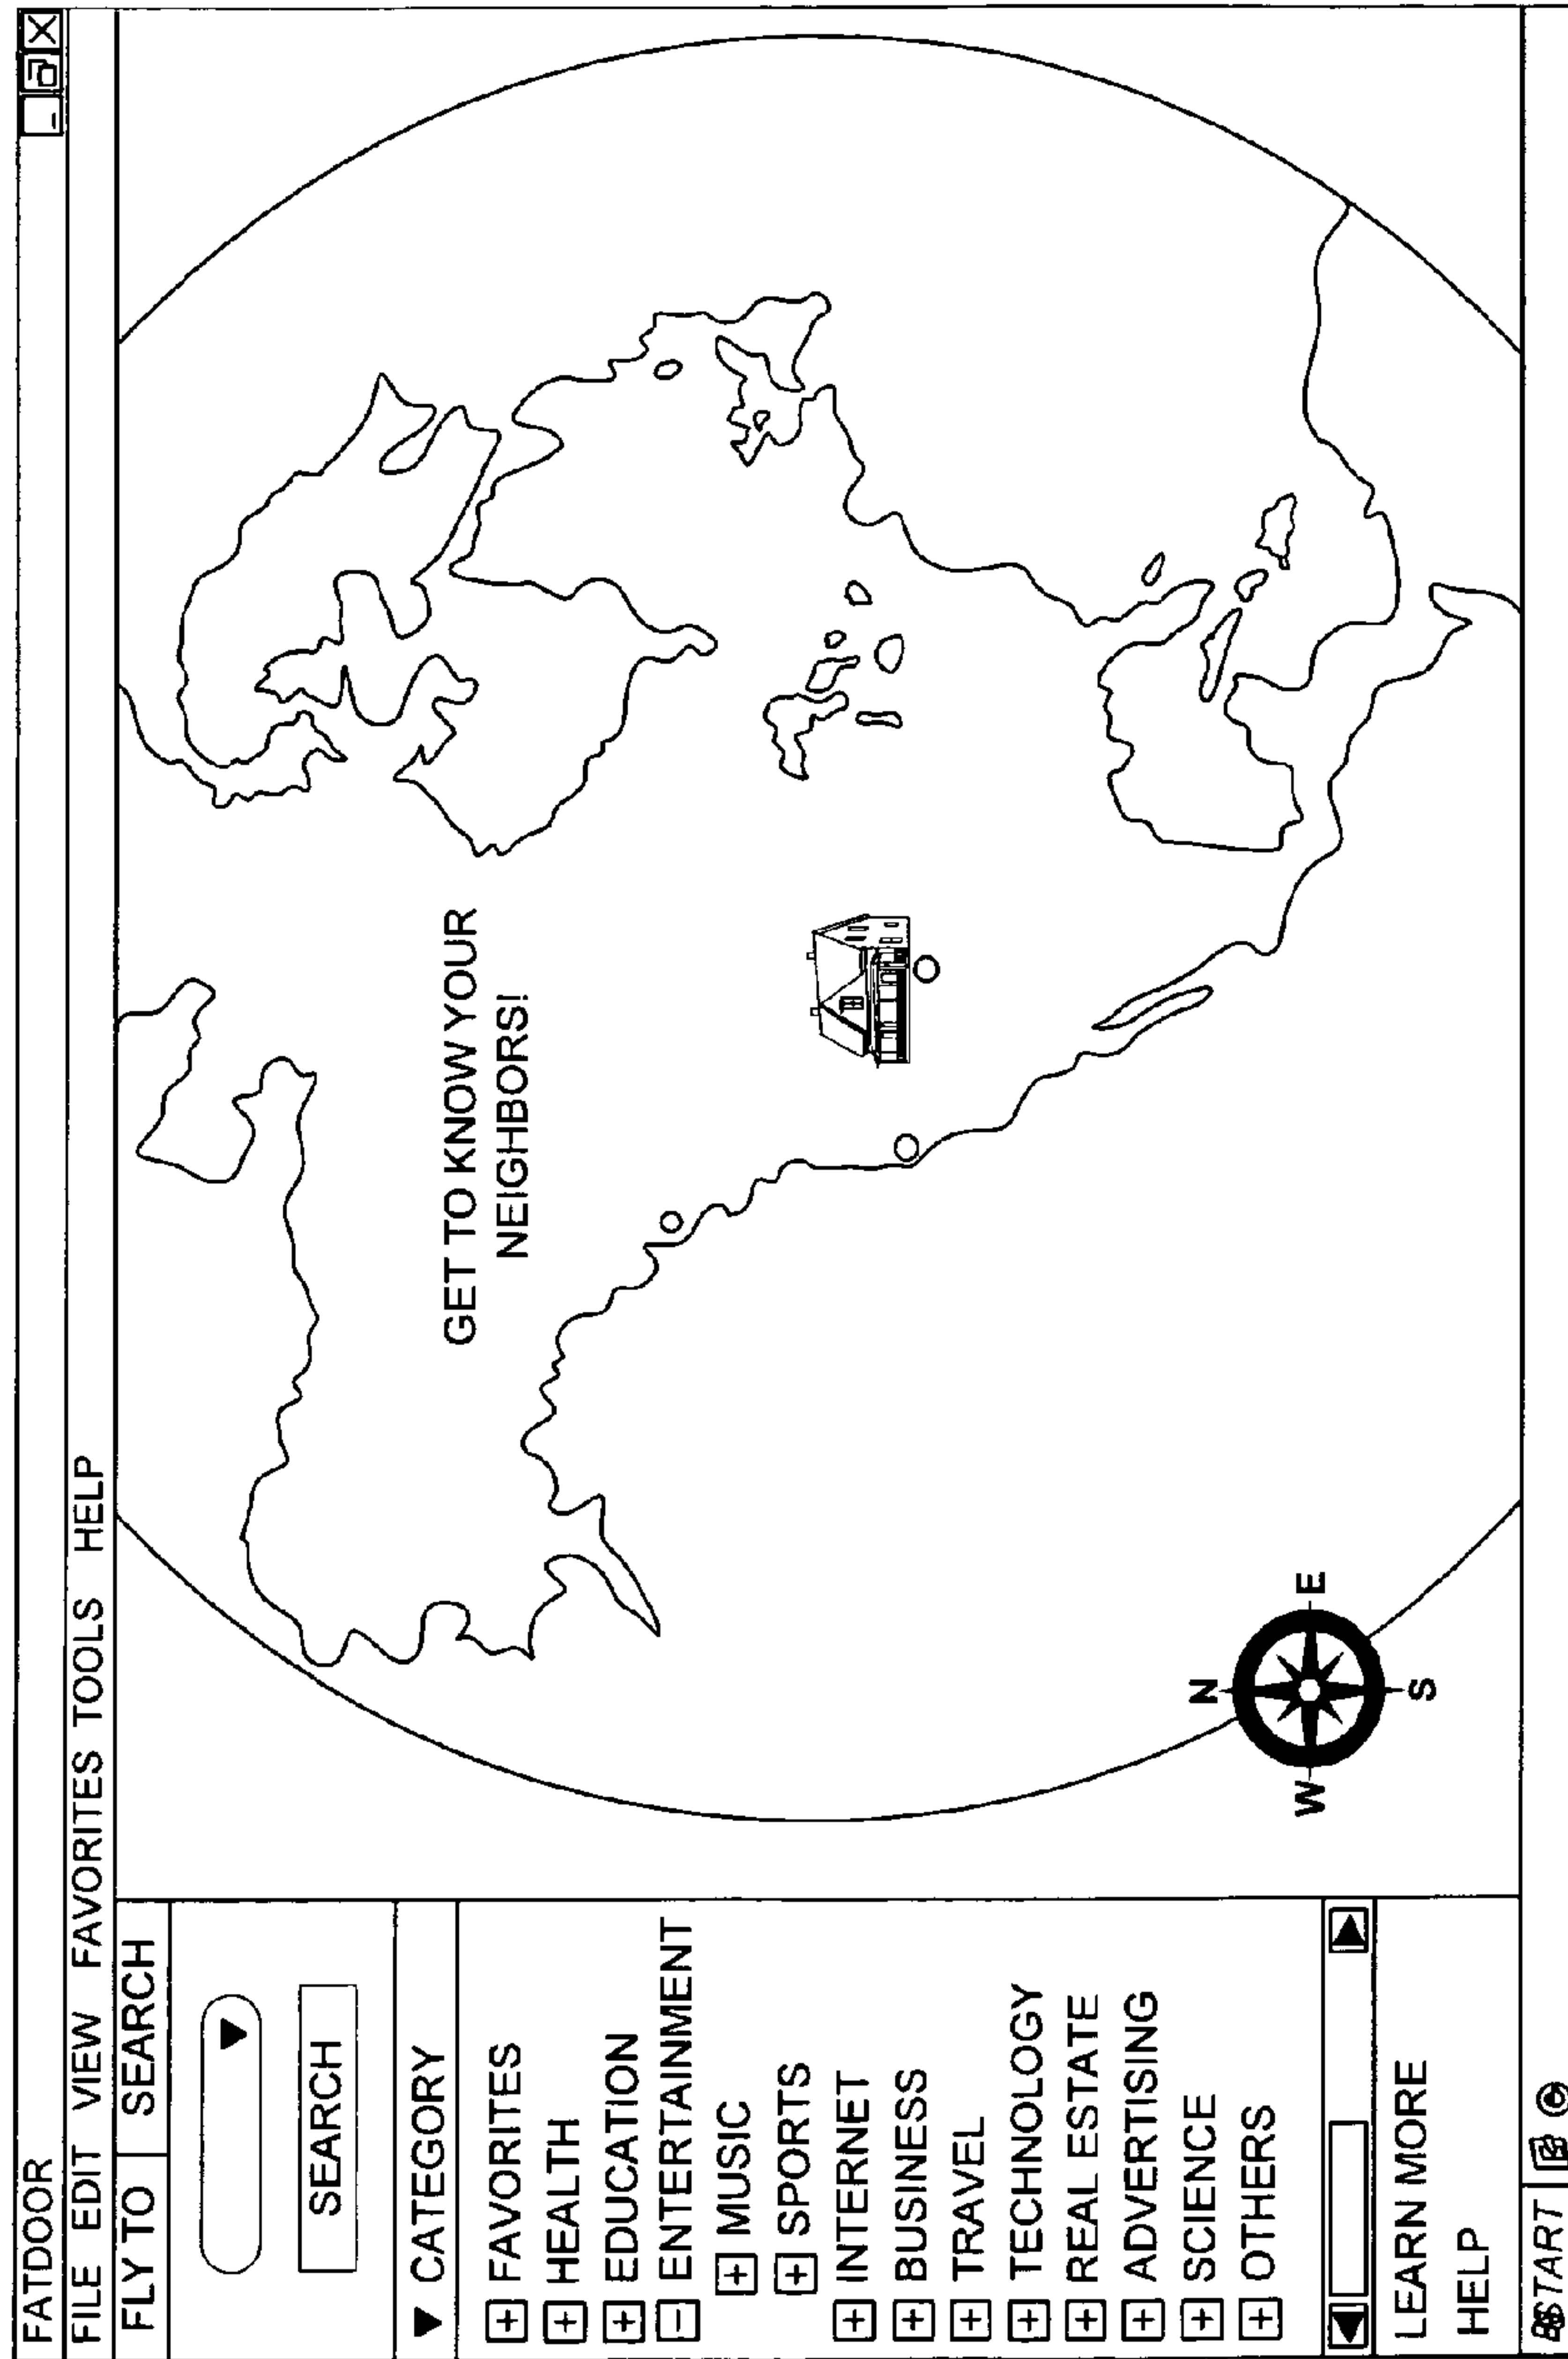 FATDOOR
FILE EDIT VIEW FAVORITES TOOLS HELP
FLY TO SEARCH
SEARCH
CATEGORY
FAVORITES
HEALTH
EDUCATION
ENTERTAINMENT
MUSIC
SPORTS
INTERNET
BUSINESS
TRAVEL
TECHNOLOGY
REAL ESTATE
ADVERTISING
SCIENCE
OTHERS
LEARN MORE
HELP
GET TO KNOW YOUR
NEIGHBORS!
N
W E
S
START